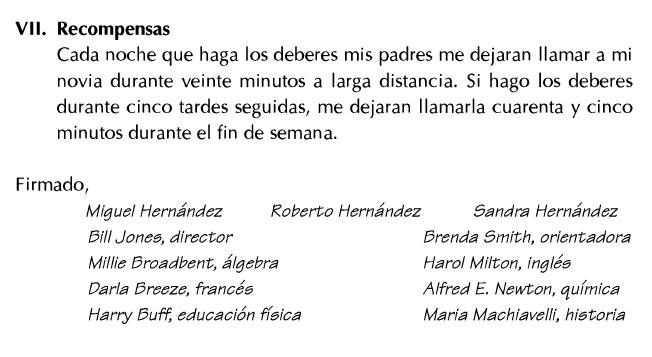 VII. Recompensas
Cada noche que haga los deberes mis padres me dejaran llamar a mi
novia durante veinte minutos a larga distancia. Si hago los deberes
durante cinco tardes seguidas, me dejaran llamarla cuarenta y cinco
minutos durante el fin de semana.
Firmado,
Miguel Hernández Roberto Hernández Sandra Hernández
Bill Jones, director Brenda Smith, orientadora
Millie Broadbent, álgebra Harol Milton, inglés
Darla Breeze, francés Alfred E. Newton, química
Harry Buff, educación física Maria Machiavelli, historia